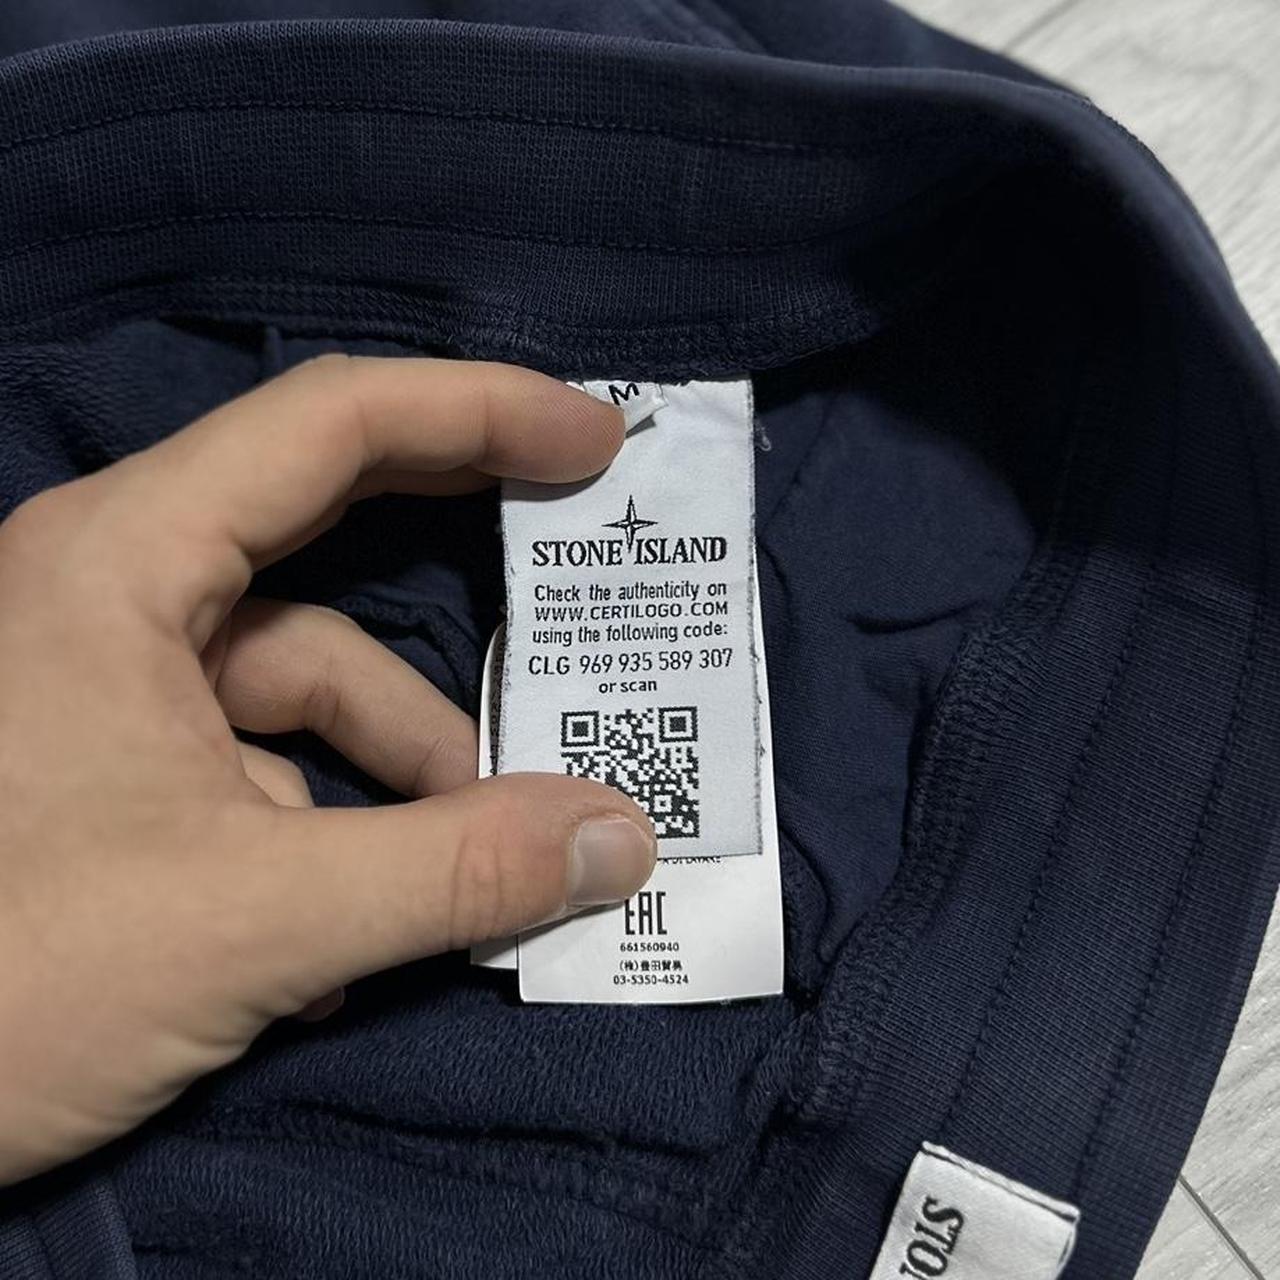 M
STONE ISLAND
Check the authenticity on
WWW.CERTILOGO.COM
using the following code:
CLG 969 935 589 307
or scan
EAC
661560940
(株)豊田貿易
03-5350-4524
STO